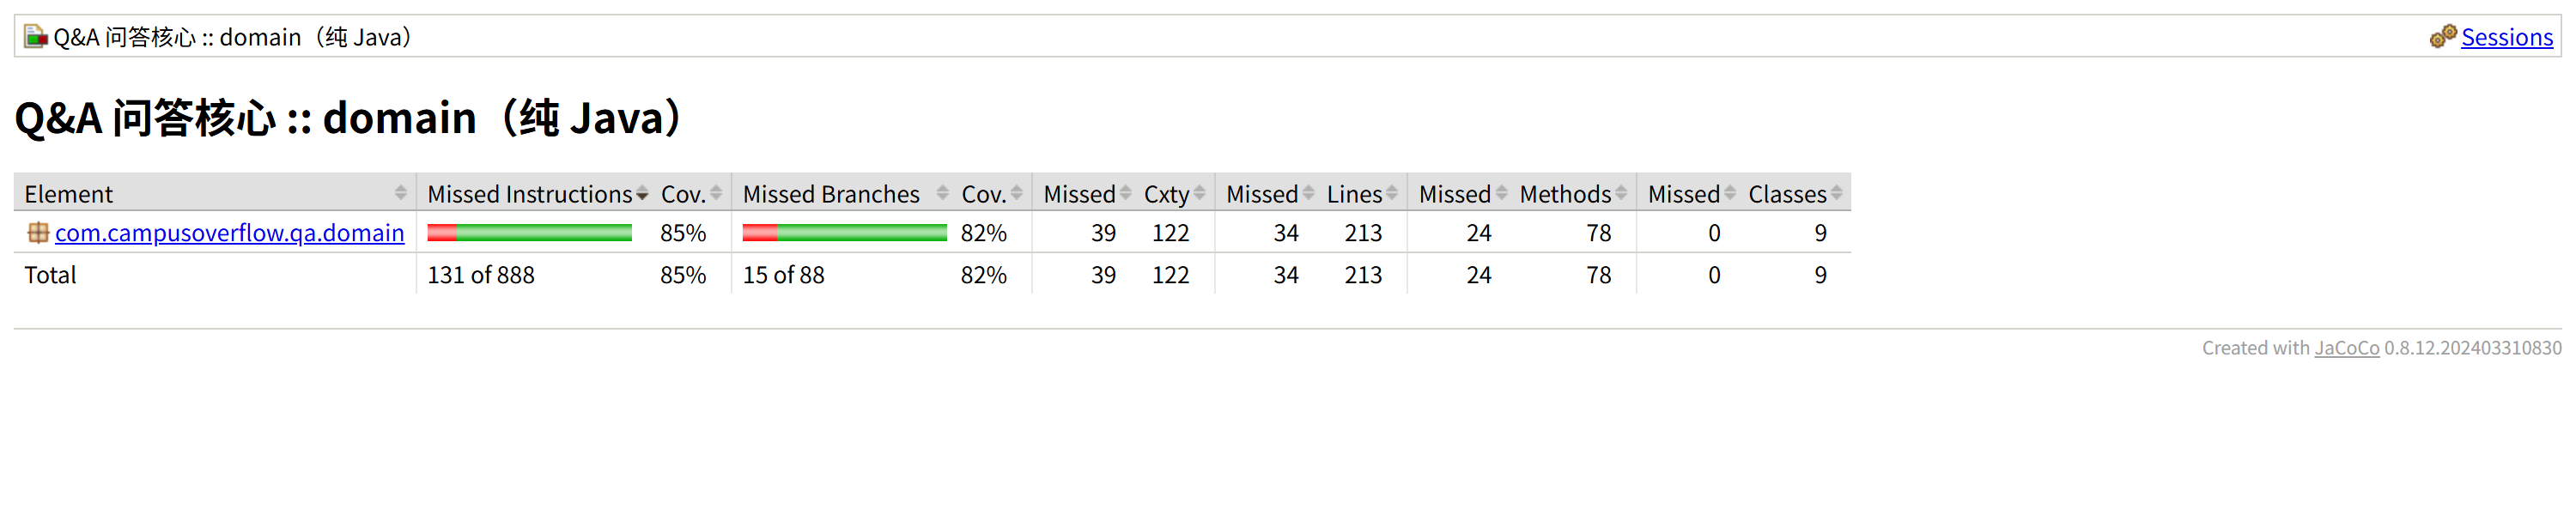 Q&A 问答核心 :: domain（纯 Java） Sessions
Q&A 问答核心 :: domain（纯 Java）
Element Missed Instructions Cov. Missed Branches Cov. Missed Cxty Missed Lines Missed Methods Missed Classes
com.campusoverflow.qa.domain 85% 82% 39 122 34 213 24 78 0 9
Total 131 of 888 85% 15 of 88 82% 39 122 34 213 24 78 0 9
Created with JaCoCo 0.8.12.202403310830